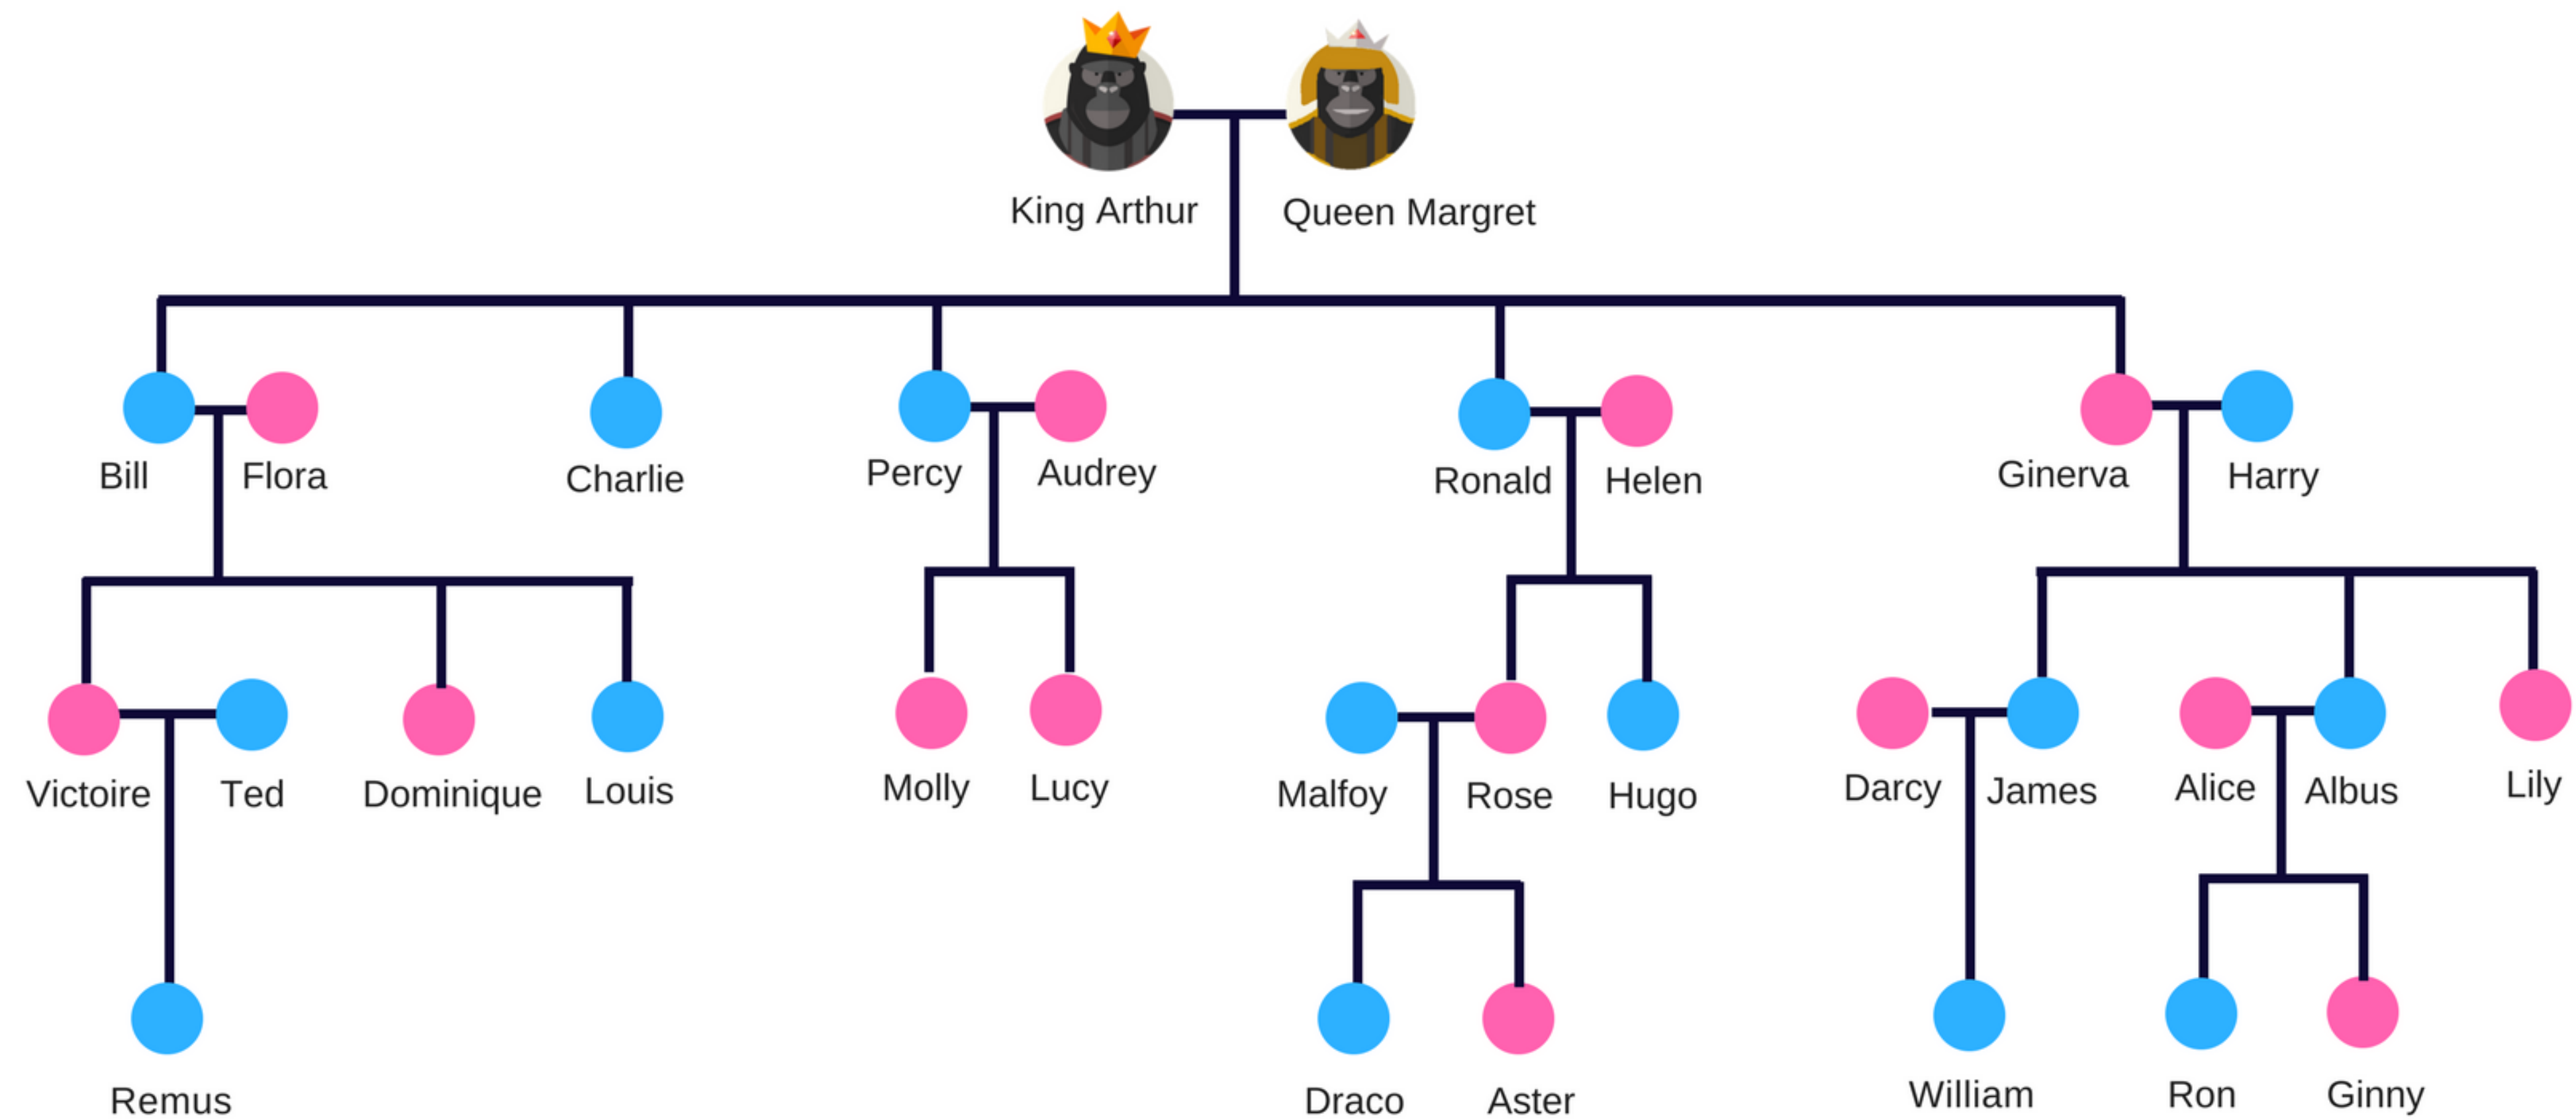 King Arthur
Queen Margret
Bill
Flora
Charlie
Percy
Audrey
Ronald
Helen
Ginerva
Harry
Victoire
Ted
Dominique
Louis
Molly
Lucy
Malfoy
Rose
Hugo
Darcy
James
Alice
Albus
Lily
Remus
Draco
Aster
William
Ron
Ginny